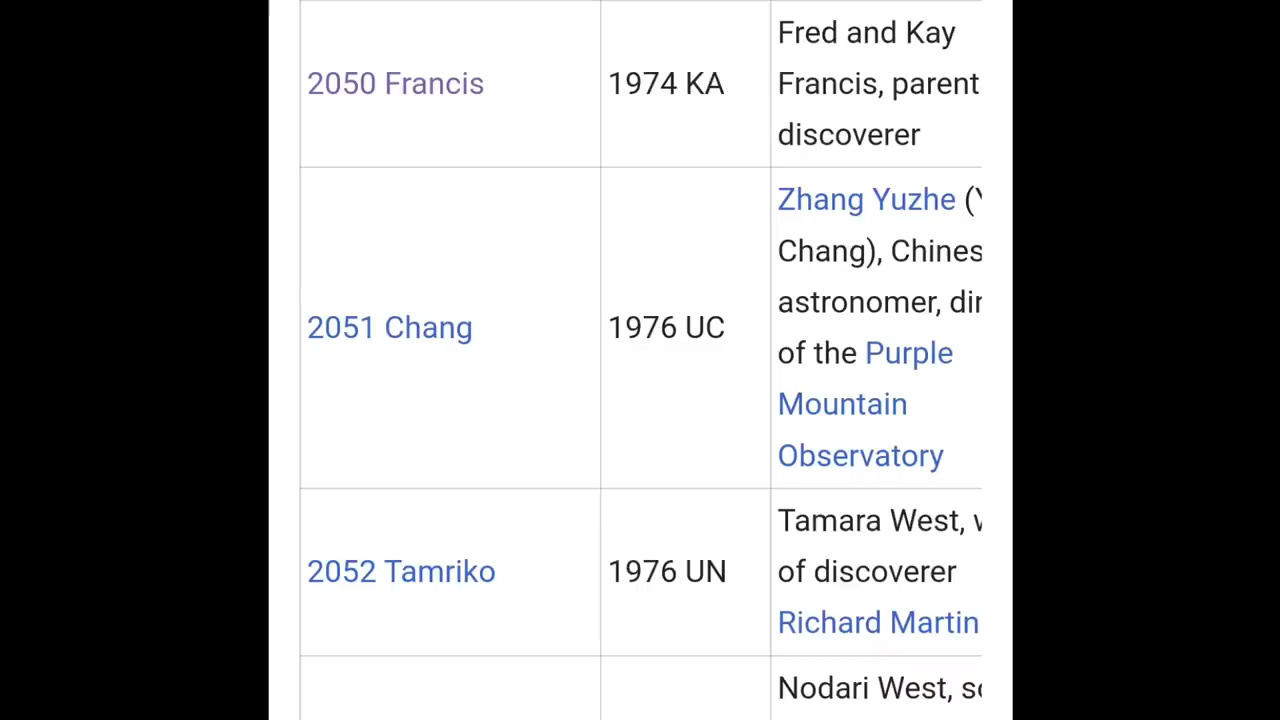 2050 Francis
1974 KA
Fred and Kay
Francis, parent
discoverer
2051 Chang
1976 UC
Zhang Yuzhe (
Chang), Chines
astronomer, dir
of the Purple
Mountain
Observatory
2052 Tamriko
1976 UN
Tamara West,
of discoverer
Richard Martin
Nodari West,